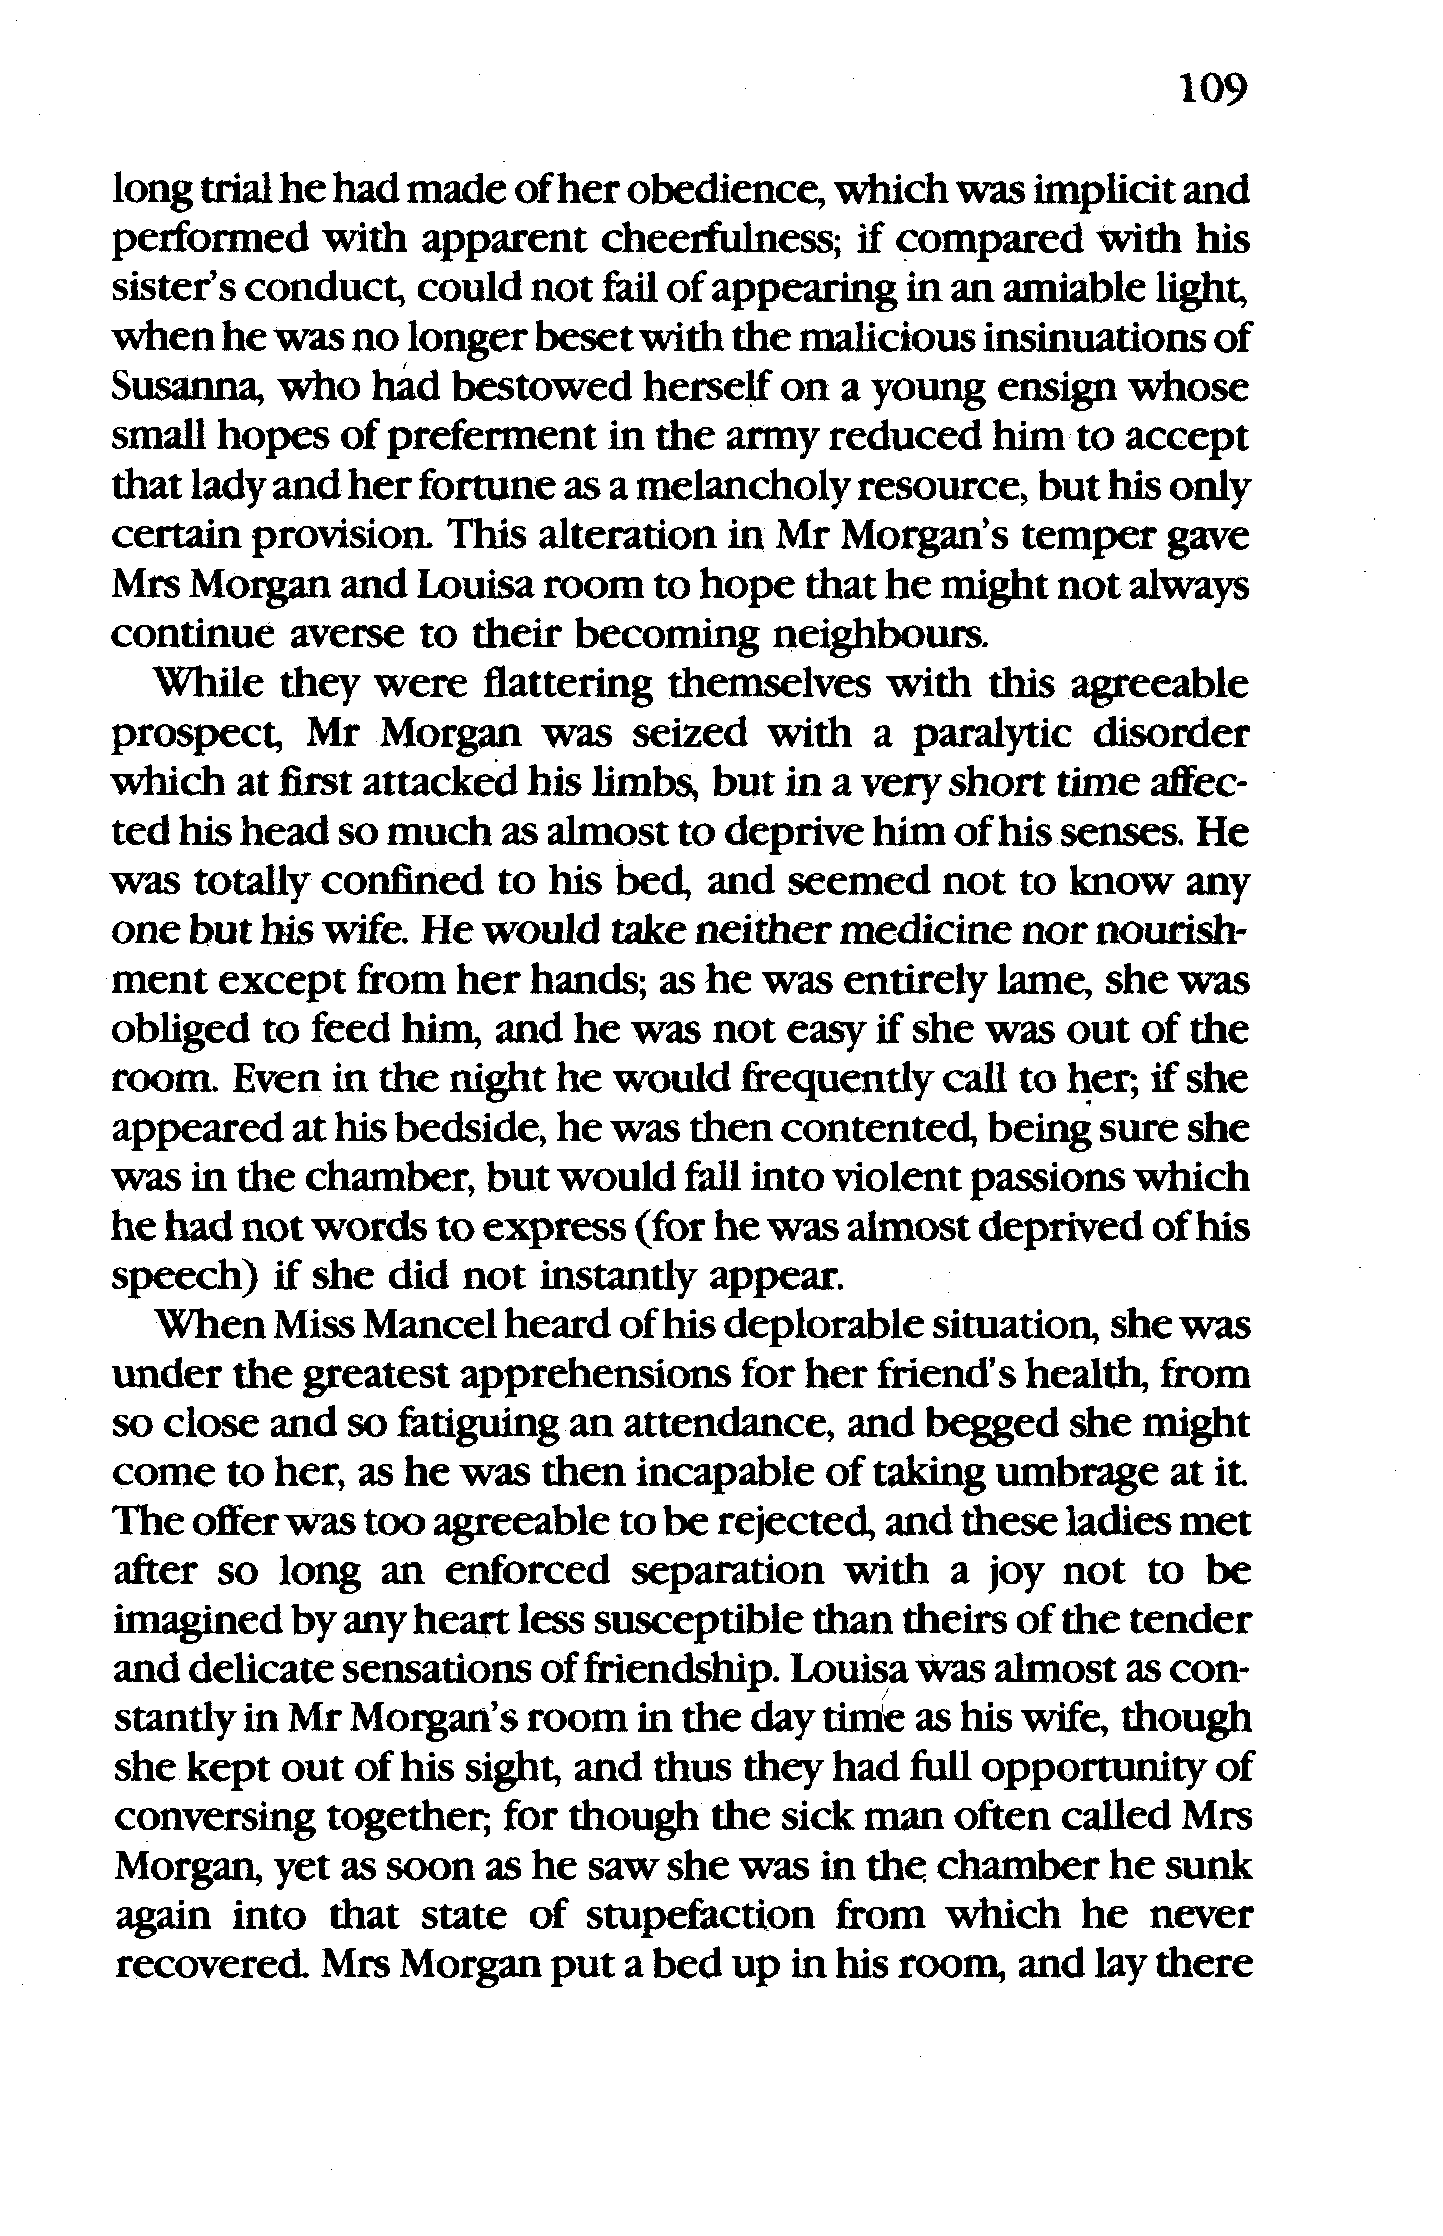 109
long trial he had made of her obedience, which was implicit and
performed with apparent cheerfulness; if compared with his
sister's conduct, could not fail of appearing in an amiable light,
when he was no longer beset with the malicious insinuations of
Susanna, who had bestowed herself on a young ensign whose
small hopes of preferment in the army reduced him to accept
that lady and her fortune as a melancholy resource, but his only
certain provision. This alteration in Mr Morgan's temper gave
Mrs Morgan and Louisa room to hope that he might not always
continue averse to their becoming neighbours.
While they were flattering themselves with this agreeable
prospect, Mr Morgan was seized with a paralytic disorder
which at first attacked his limbs, but in a very short time affec-
ted his head so much as almost to deprive him of his senses. He
was totally confined to his bed, and seemed not to know any
one but his wife. He would take neither medicine nor nourish-
ment except from her hands; as he was entirely lame, she was
obliged to feed him, and he was not easy if she was out of the
room. Even in the night he would frequently call to her; if she
appeared at his bedside, he was then contented, being sure she
was in the chamber, but would fall into violent passions which
he had not words to express (for he was almost deprived of his
speech) if she did not instantly appear.
When Miss Mancel heard of his deplorable situation, she was
under the greatest apprehensions for her friend's health, from
so close and so fatiguing an attendance, and begged she might
come to her, as he was then incapable of taking umbrage at it.
The offer was too agreeable to be rejected, and these ladies met
after so long an enforced separation with a joy not to be
imagined by any heart less susceptible than theirs of the tender
and delicate sensations of friendship. Louisa was almost as con-
stantly in Mr Morgan's room in the day time as his wife, though
she kept out of his sight, and thus they had full opportunity of
conversing together; for though the sick man often called Mrs
Morgan, yet as soon as he saw she was in the chamber he sunk
again into that state of stupefaction from which he never
recovered. Mrs Morgan put a bed up in his room, and lay there